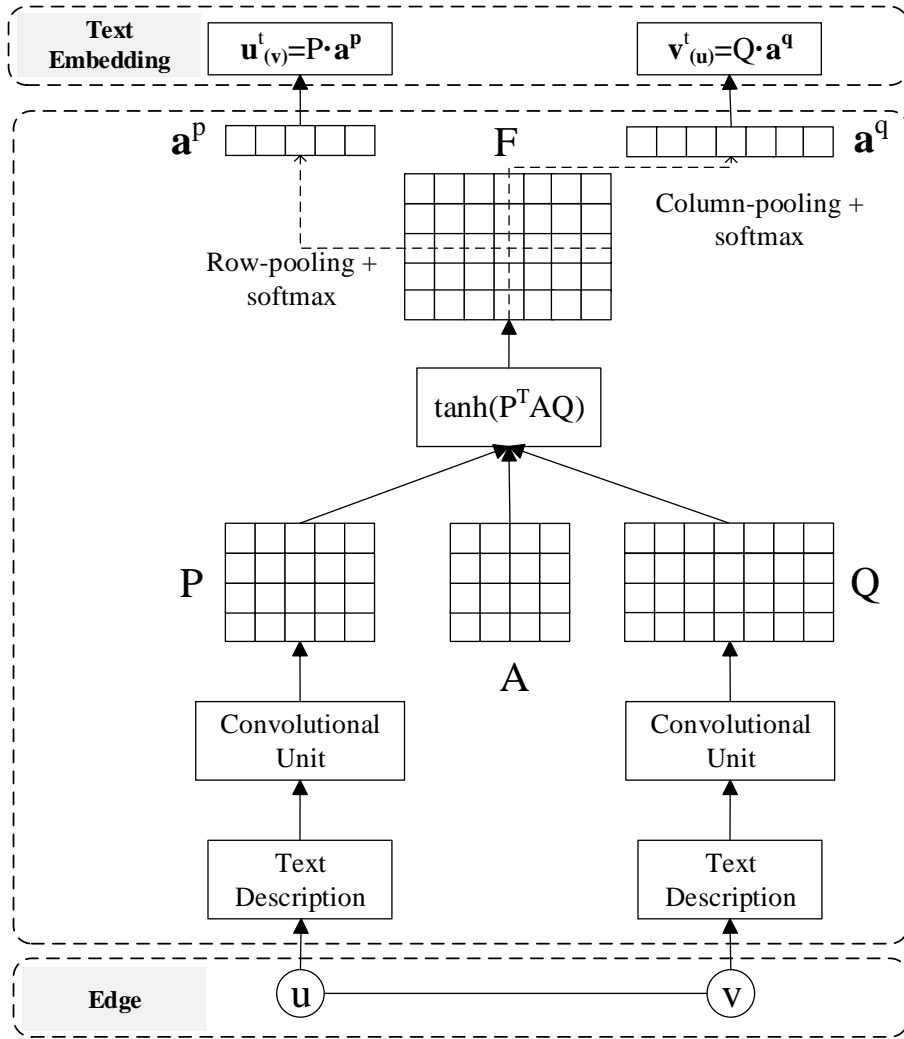 Text
Embedding
u^t_(v)=P·a^p
v^t_(u)=Q·a^q
a^p
F
a^q
Column-pooling +
softmax
Row-pooling +
softmax
tanh(P^TAQ)
P
Q
A
Convolutional
Unit
Convolutional
Unit
Text
Description
Text
Description
Edge
u
v